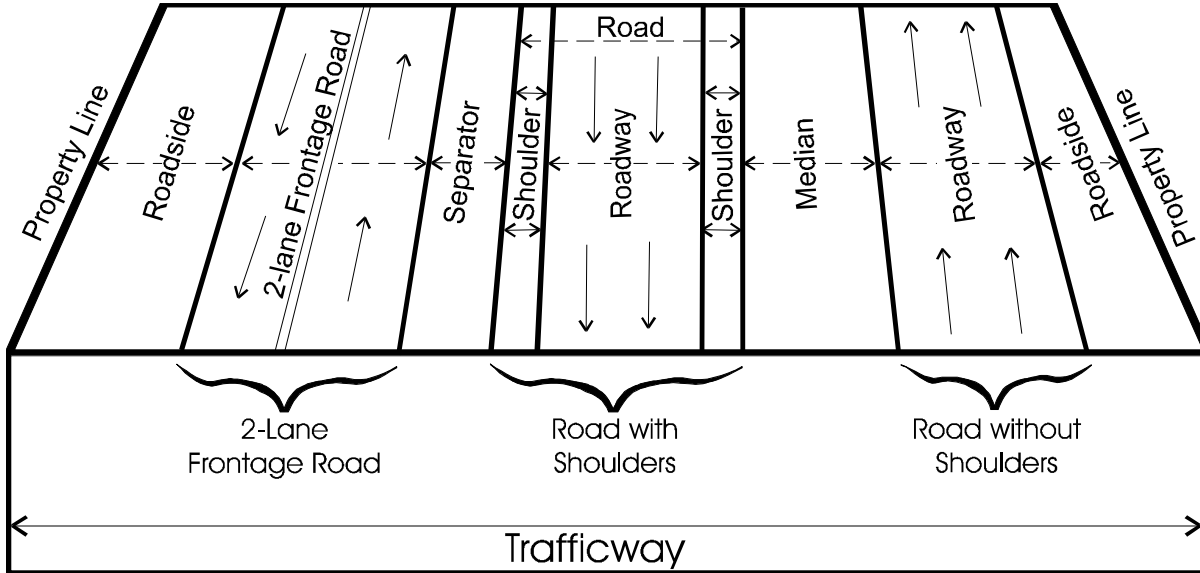 Property Line
Roadside
2-lane Frontage Road
Separator
Shoulder
Road
Roadway
Shoulder
Median
Roadway
Roadside
Property Line
2-Lane
Frontage Road
Road with
Shoulders
Road without
Shoulders
Trafficway